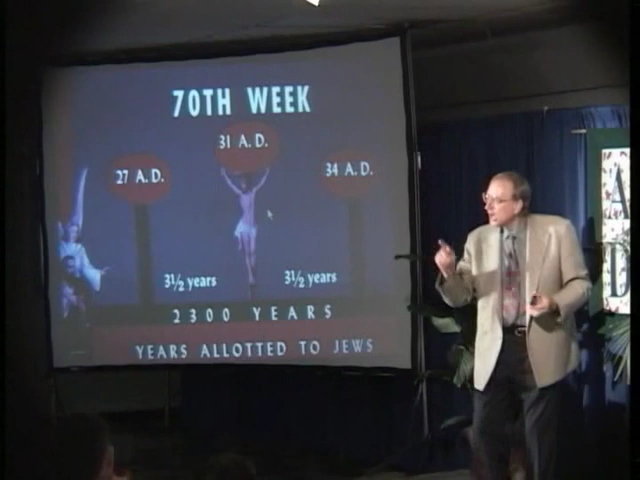 70TH WEEK
31 A.D.
27 A.D.
34 A.D.
3½ years
3½ years
2300 YEARS
YEARS ALLOTTED TO JEWS
A
D